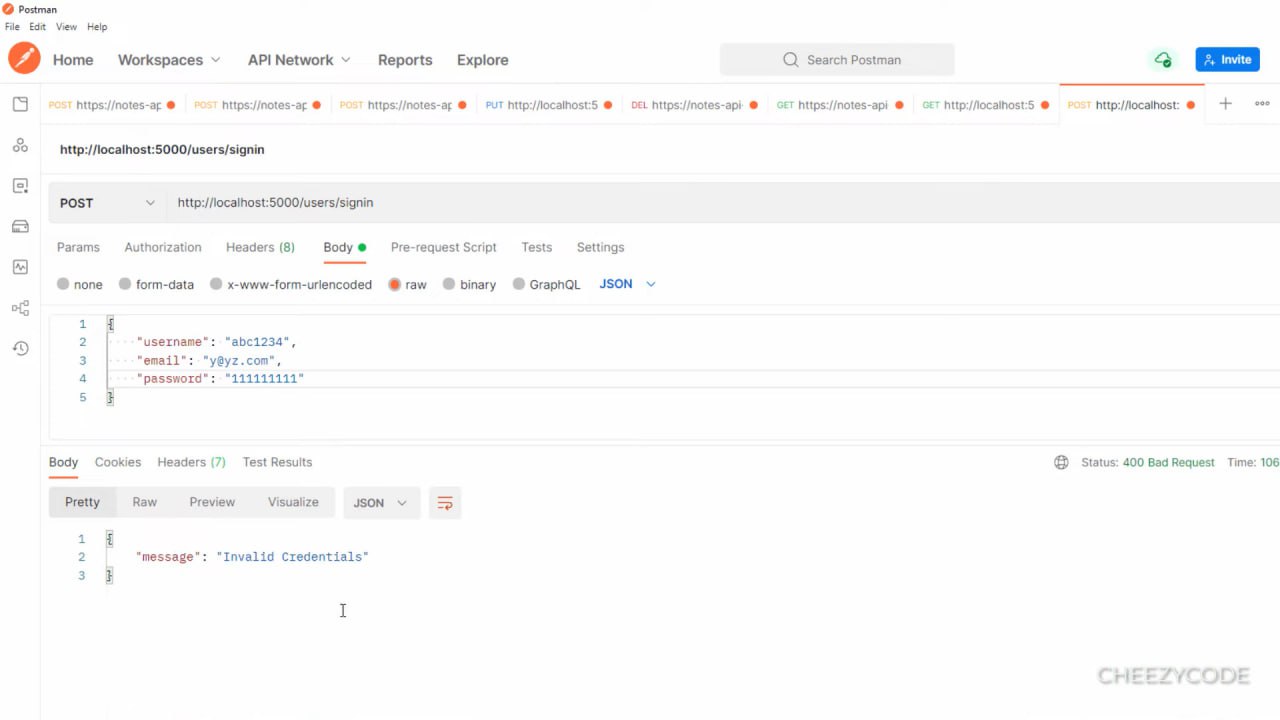 Postman
File Edit View Help
Home Workspaces API Network Reports Explore Search Postman Invite
POST https://notes-ap POST https://notes-ap POST https://notes-ap PUT http://localhost:5 DEL https://notes-api- GET https://notes-api GET http://localhost:5 POST http://localhost:
http://localhost:5000/users/signin
POST http://localhost:5000/users/signin
Params Authorization Headers (8) Body Pre-request Script Tests Settings
none form-data x-www-form-urlencoded raw binary GraphQL JSON
1 {
2 "username": "abc1234",
3 "email": "y@yz.com",
4 "password": "111111111"
5 }
Body Cookies Headers (7) Test Results Status: 400 Bad Request Time: 106
Pretty Raw Preview Visualize JSON
1 {
2 "message": "Invalid Credentials"
3 }
CHEEZYCODE